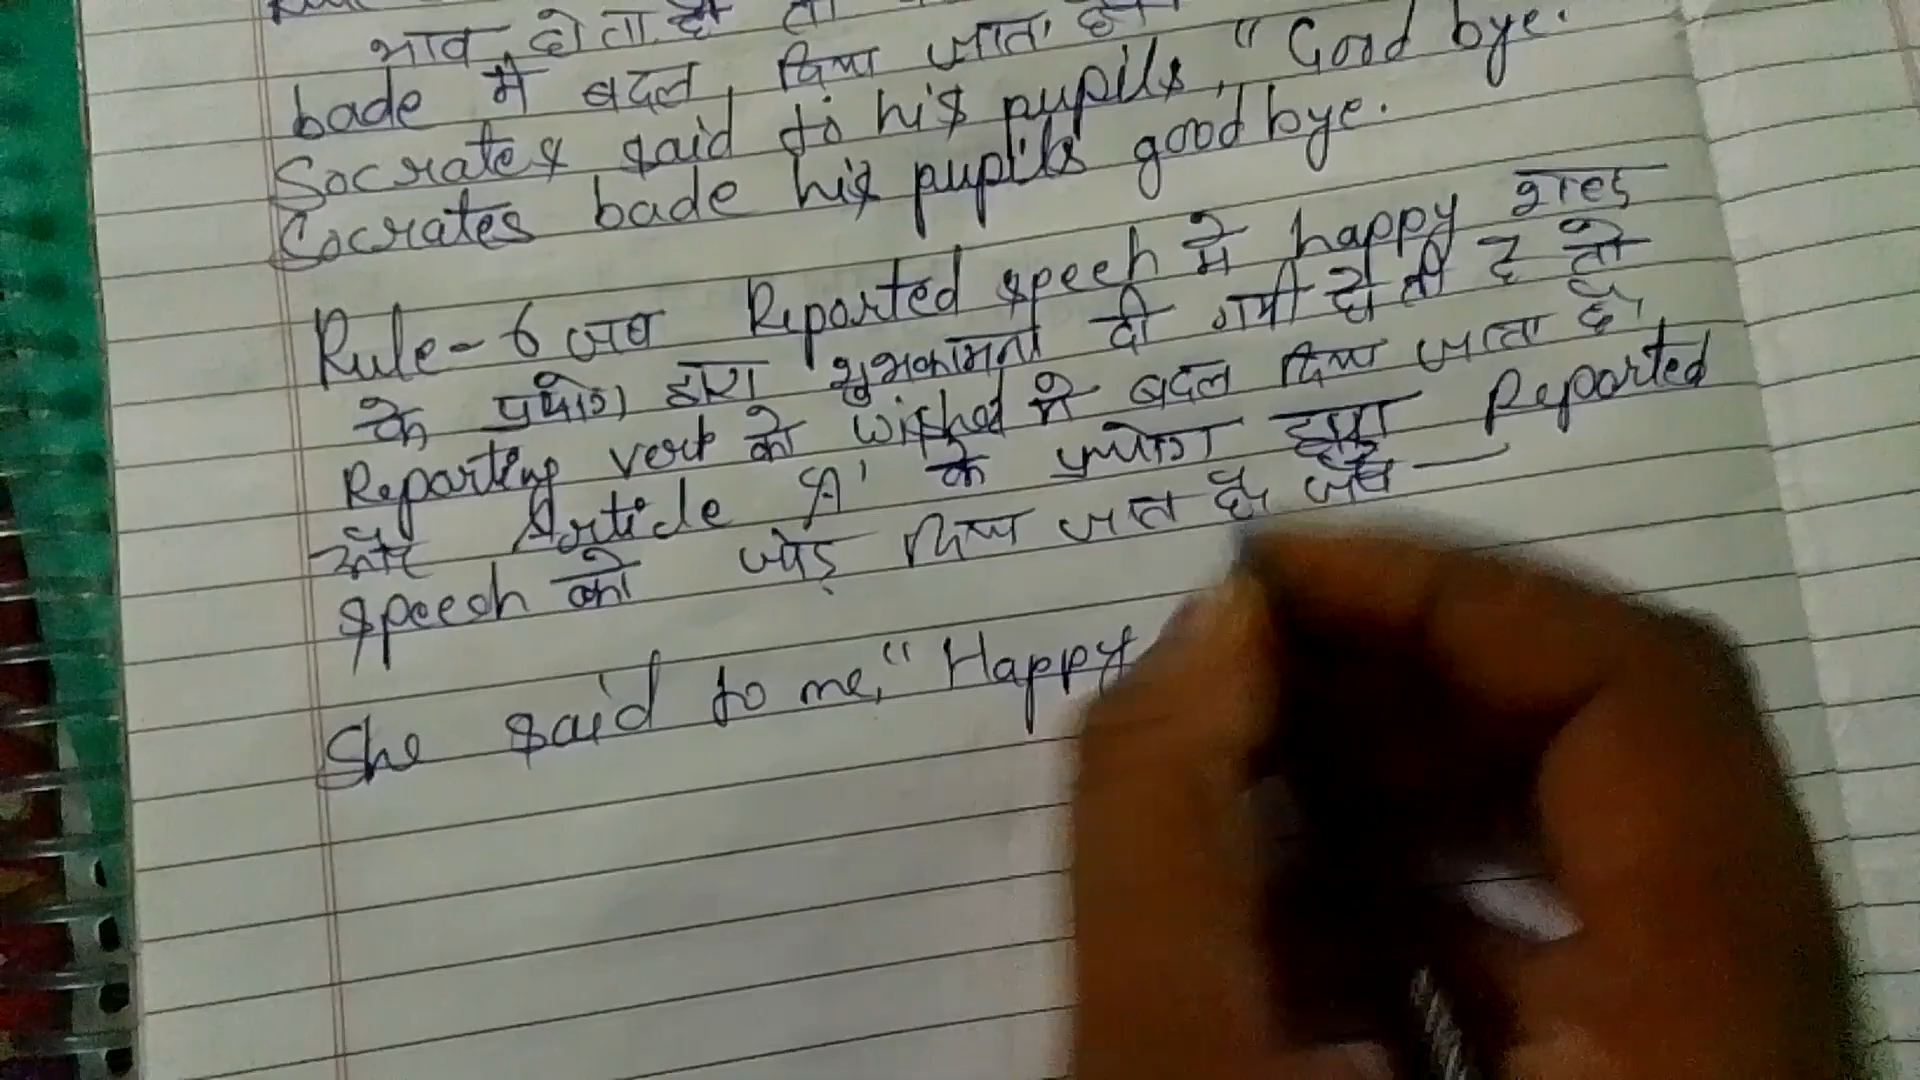 भाव होता है तो
bade में बदल दिया जाता है।
Socrates said to his pupils, "Good bye.
Socrates bade his pupils good bye.
Rule-6 जब Reported speech में happy शब्द
के प्रयोग द्वारा शुभकामना दी गयी होती है तो
Reporting verb को wished में बदल दिया जाता है।
और Article 'A' के प्रयोग द्वारा Reported
speech को जोड़ दिया जाता है। जैसे —
She said to me, "Happy